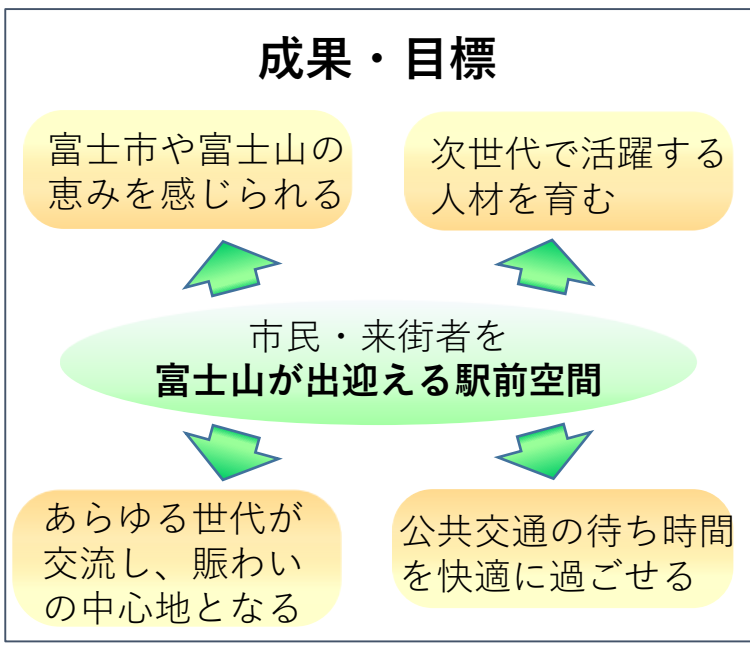 成果・目標
富士市や富士山の
恵みを感じられる
次世代で活躍する
人材を育む
市民・来街者を
富士山が出迎える駅前空間
あらゆる世代が
交流し、賑わい
の中心地となる
公共交通の待ち時間
を快適に過ごせる